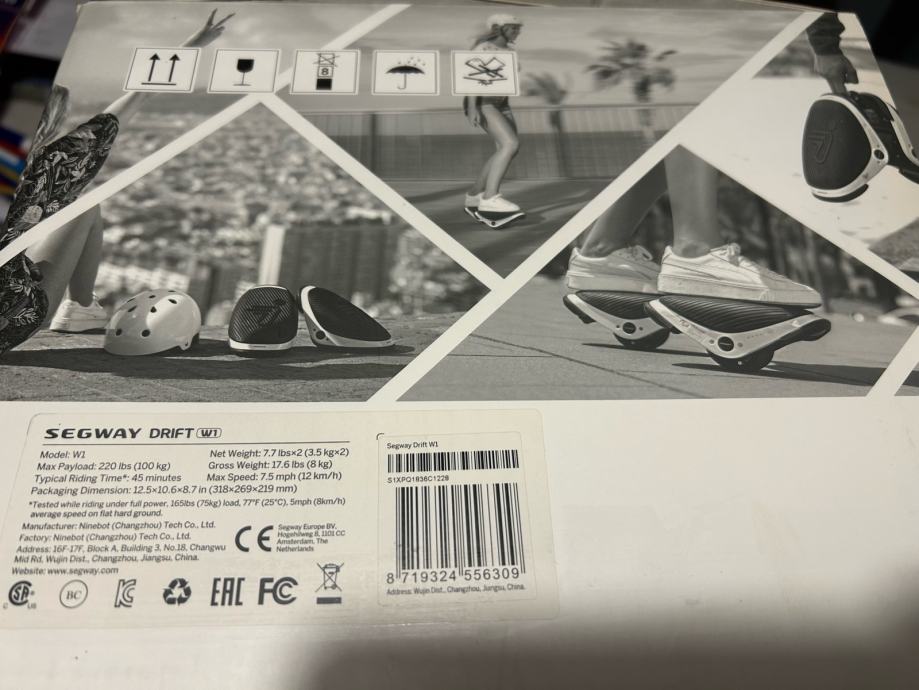 8
SEGWAY DRIFT W1
Model: W1
Max Payload: 220 lbs (100 kg)
Typical Riding Time*: 45 minutes
Packaging Dimension: 12.5×10.6×8.7 in (318×269×219 mm)
Net Weight: 7.7 lbs×2 (3.5 kg×2)
Gross Weight: 17.6 lbs (8 kg)
Max Speed: 7.5 mph (12 km/h)
*Tested while riding under full power, 165lbs (75kg) load, 77°F (25°C), 5mph (8km/h)
average speed on flat hard ground.
Manufacturer: Ninebot (Changzhou) Tech Co., Ltd.
Factory: Ninebot (Changzhou) Tech Co., Ltd.
Address: 16F-17F, Block A, Building 3, No.18, Changwu
Mid Rd, Wujin Dist., Changzhou, Jiangsu, China.
Website: www.segway.com
CE
Segway Europe BV,
Hogehilweg 8, 1101 CC
Amsterdam, The
Netherlands
C SA US
BC
KC
EAC
FC
Segway Drift W1
S1XPQ1836C1228
8 719324 556309
Address: Wujin Dist., Changzhou, Jiangsu, China.